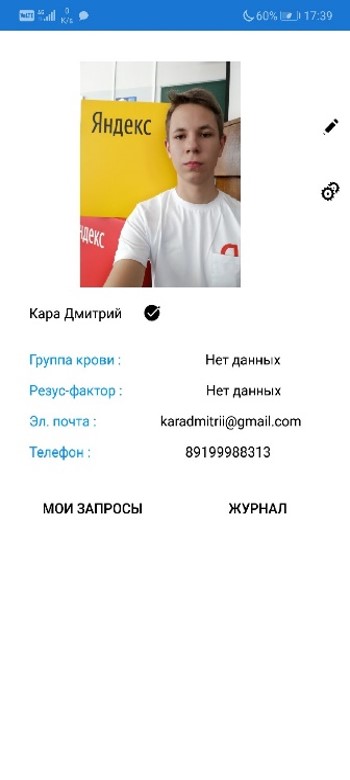 60% 17:39
Яндекс
ндекс
Я
Кара Дмитрий
Группа крови : Нет данных
Резус-фактор : Нет данных
Эл. почта : karadmitrii@gmail.com
Телефон : 89199988313
МОИ ЗАПРОСЫ ЖУРНАЛ